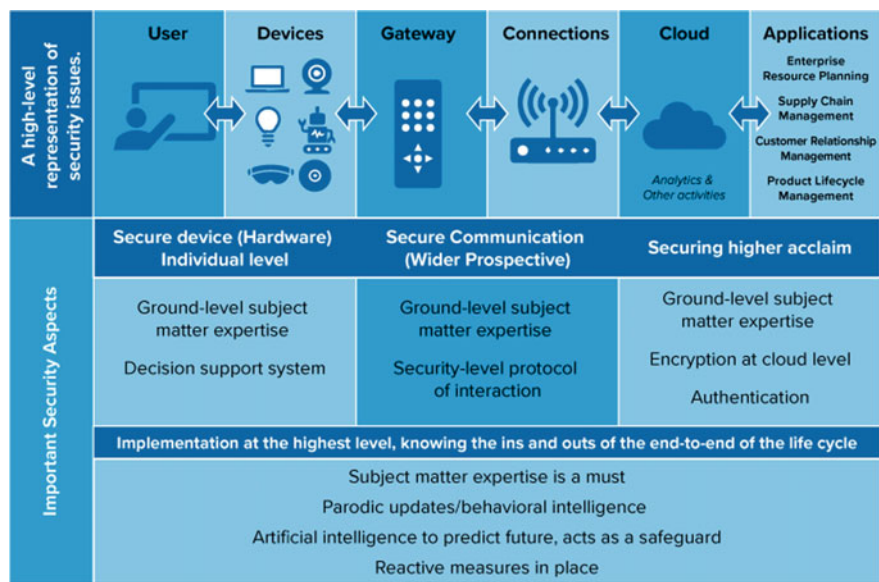 A high-level
representation of
security issues.
User
Devices
Gateway
Connections
Cloud
Applications
Analytics &
Other activities
Enterprise
Resource Planning
Supply Chain
Management
Customer Relationship
Management
Product Lifecycle
Management
Important Security Aspects
Secure device (Hardware)
Individual level
Secure Communication
(Wider Prospective)
Securing higher acclaim
Ground-level subject
matter expertise
Decision support system
Ground-level subject
matter expertise
Security-level protocol
of interaction
Ground-level subject
matter expertise
Encryption at cloud level
Authentication
Implementation at the highest level, knowing the ins and outs of the end-to-end of the life cycle
Subject matter expertise is a must
Parodic updates/behavioral intelligence
Artificial intelligence to predict future, acts as a safeguard
Reactive measures in place